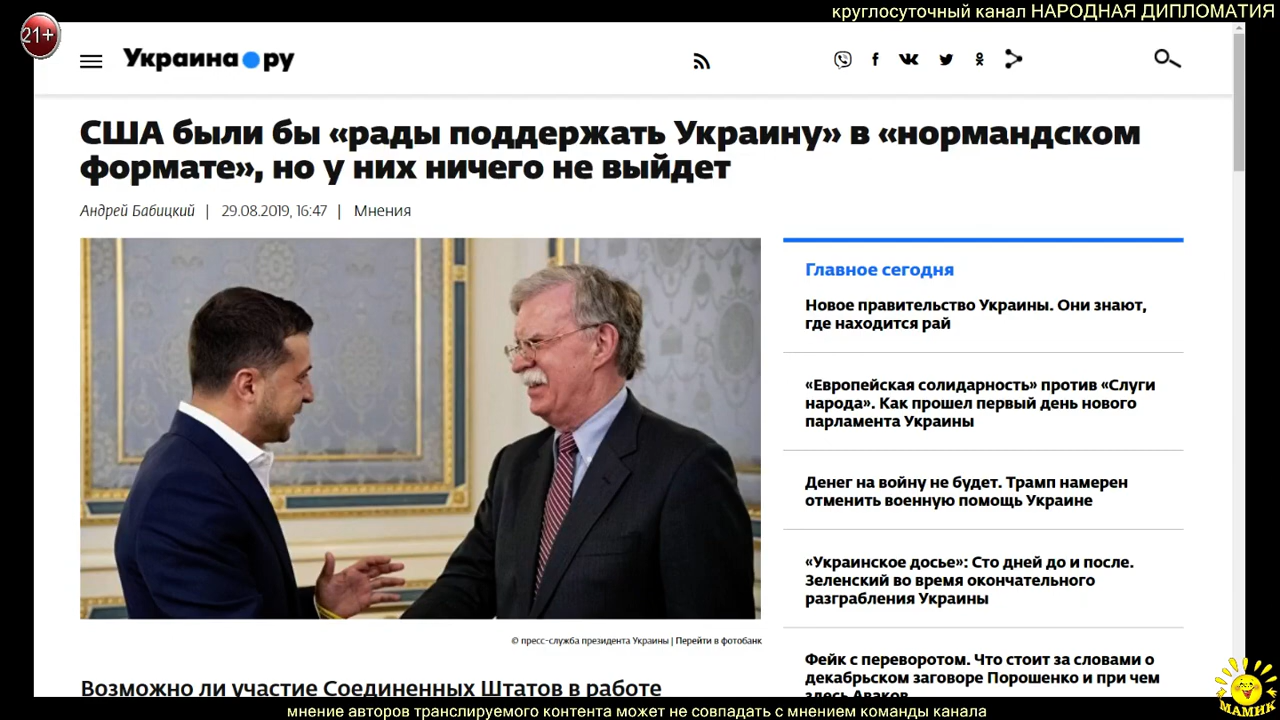 круглосуточный канал НАРОДНАЯ ДИПЛОМАТИЯ
21+
Украина ру
США были бы «рады поддержать Украину» в «нормандском
формате», но у них ничего не выйдет
Андрей Бабицкий | 29.08.2019, 16:47 | Мнения
© пресс-служба президента Украины | Перейти в фотобанк
Возможно ли участие Соединенных Штатов в работе
Главное сегодня
Новое правительство Украины. Они знают,
где находится рай
«Европейская солидарность» против «Слуги
народа». Как прошел первый день нового
парламента Украины
Денег на войну не будет. Трамп намерен
отменить военную помощь Украине
«Украинское досье»: Сто дней до и после.
Зеленский во время окончательного
разграбления Украины
Фейк с переворотом. Что стоит за словами о
декабрьском заговоре Порошенко и при чем
здесь Аваков
МАМИК
мнение авторов транслируемого контента может не совпадать с мнением команды канала